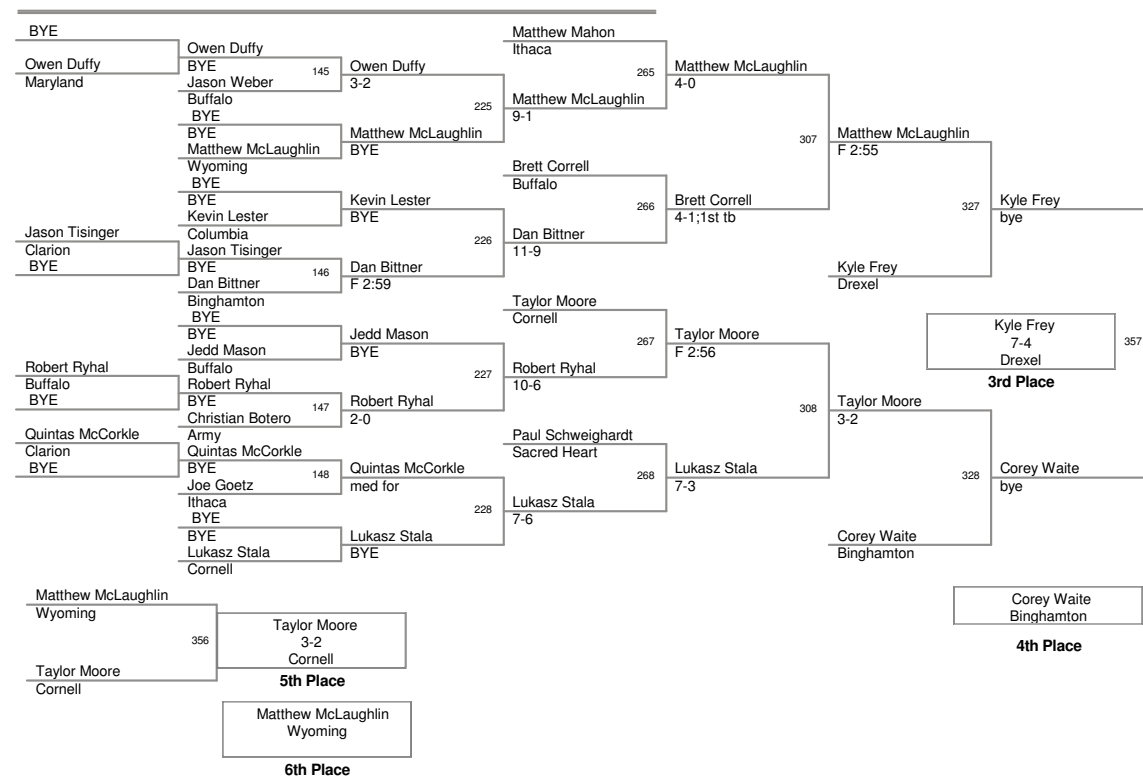 BYE
Owen Duffy
Maryland
Jason Tisinger
Clarion
BYE
Robert Ryhal
Buffalo
BYE
Quintas McCorkle
Clarion
BYE
Owen Duffy
BYE
145
Jason Weber
Buffalo
BYE
BYE
Matthew McLaughlin
Wyoming
BYE
BYE
Kevin Lester
Columbia
Jason Tisinger
BYE
146
Dan Bittner
Binghamton
BYE
BYE
Jedd Mason
Buffalo
Robert Ryhal
BYE
147
Christian Botero
Army
Quintas McCorkle
BYE
148
Joe Goetz
Ithaca
BYE
BYE
Lukasz Stala
Cornell
Owen Duffy
3-2
225
Matthew McLaughlin
BYE
Kevin Lester
BYE
226
Dan Bittner
F 2:59
Jedd Mason
BYE
227
Robert Ryhal
2-0
Quintas McCorkle
med for
228
Lukasz Stala
BYE
Matthew Mahon
Ithaca
265
Matthew McLaughlin
9-1
Brett Correll
Buffalo
266
Dan Bittner
11-9
Taylor Moore
Cornell
267
Robert Ryhal
10-6
Paul Schweighardt
Sacred Heart
268
Lukasz Stala
7-6
Matthew McLaughlin
4-0
307
Brett Correll
4-1;1st tb
Taylor Moore
F 2:56
308
Lukasz Stala
7-3
Matthew McLaughlin
F 2:55
327
Kyle Frey
Drexel
Taylor Moore
3-2
328
Corey Waite
Binghamton
Kyle Frey
bye
Kyle Frey
7-4
Drexel
357
3rd Place
Corey Waite
bye
Corey Waite
Binghamton
4th Place
Matthew McLaughlin
Wyoming
356
Taylor Moore
Cornell
Taylor Moore
3-2
Cornell
5th Place
Matthew McLaughlin
Wyoming
6th Place